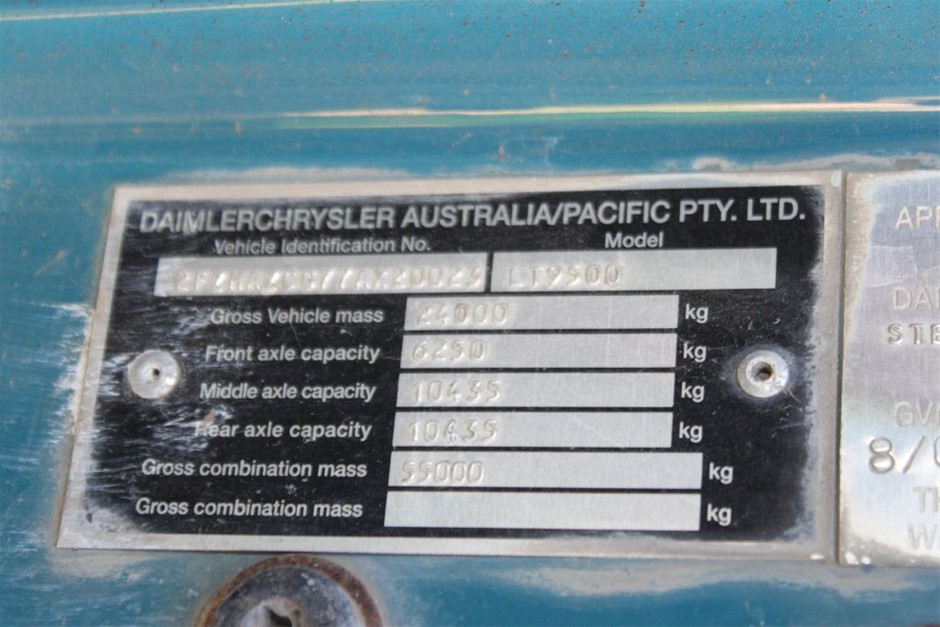 DAIMLERCHRYSLER AUSTRALIA/PACIFIC PTY. LTD.
Vehicle Identification No. Model
LT9500
Gross Vehicle mass 24000 kg
Front axle capacity 6250 kg
Middle axle capacity 10435 kg
Rear axle capacity 10435 kg
Gross combination mass 55000 kg
Gross combination mass kg